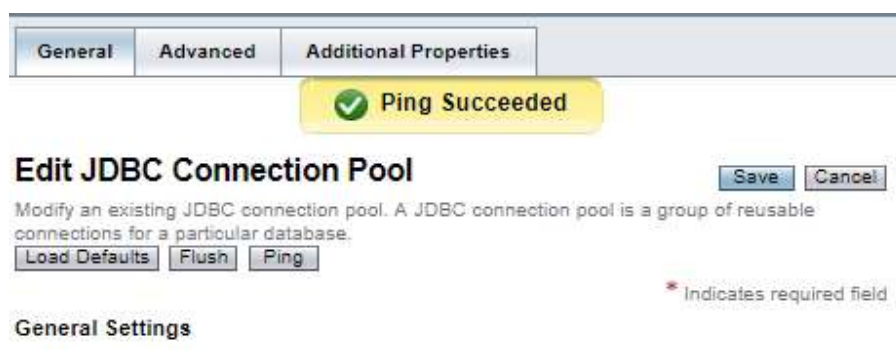 General Advanced Additional Properties
Ping Succeeded
Edit JDBC Connection Pool
Save Cancel
Modify an existing JDBC connection pool. A JDBC connection pool is a group of reusable
connections for a particular database.
Load Defaults Flush Ping
* Indicates required field
General Settings